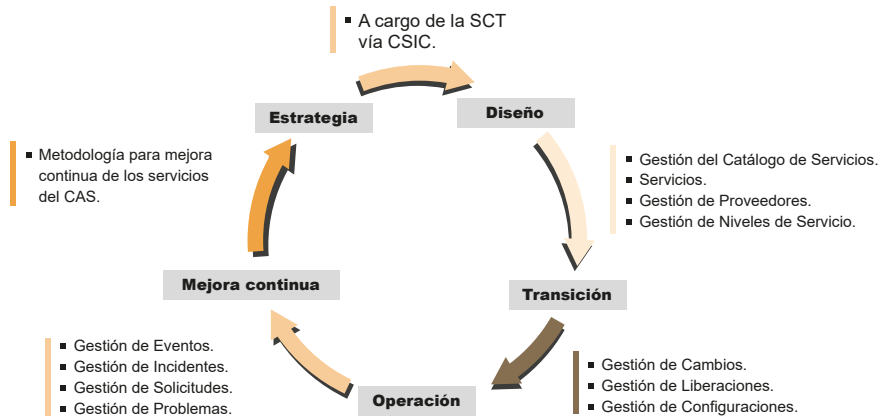 A cargo de la SCT
vía CSIC.
Estrategia
Diseño
Metodología para mejora
continua de los servicios
del CAS.
Gestión del Catálogo de Servicios.
Servicios.
Gestión de Proveedores.
Gestión de Niveles de Servicio.
Mejora continua
Transición
Gestión de Eventos.
Gestión de Incidentes.
Gestión de Solicitudes.
Gestión de Problemas.
Operación
Gestión de Cambios.
Gestión de Liberaciones.
Gestión de Configuraciones.